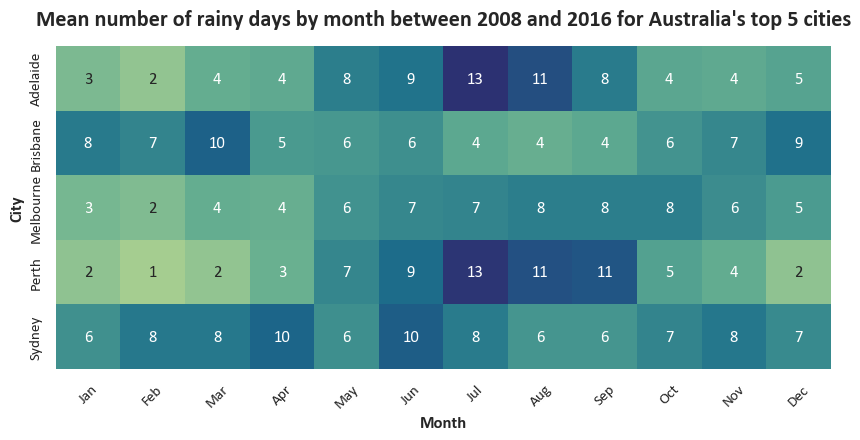 Mean number of rainy days by month between 2008 and 2016 for Australia's top 5 cities
City
Adelaide 3 2 4 4 8 9 13 11 8 4 4 5
Brisbane 8 7 10 5 6 6 4 4 4 6 7 9
Melbourne 3 2 4 4 6 7 7 8 8 8 6 5
Perth 2 1 2 3 7 9 13 11 11 5 4 2
Sydney 6 8 8 10 6 10 8 6 6 7 8 7
Jan Feb Mar Apr May Jun Jul Aug Sep Oct Nov Dec
Month